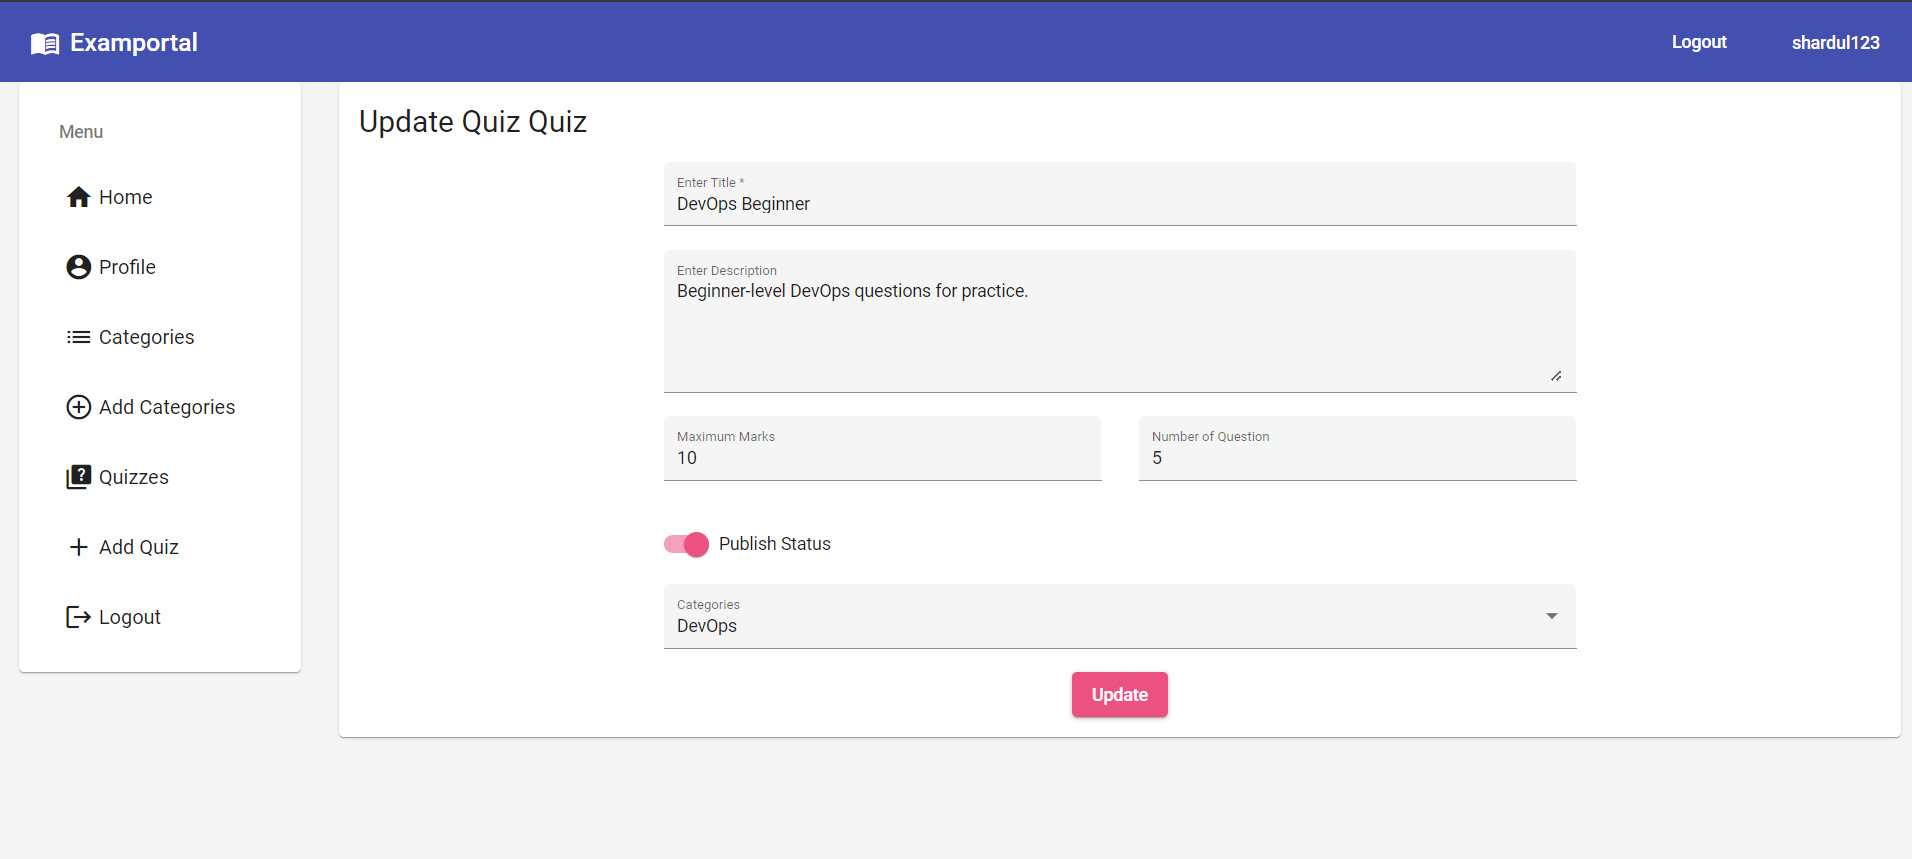 Examportal
Logout
shardul123
Menu
Home
Profile
Categories
Add Categories
Quizzes
Add Quiz
Logout
Update Quiz Quiz
Enter Title *
DevOps Beginner
Enter Description
Beginner-level DevOps questions for practice.
Maximum Marks
10
Number of Question
5
Publish Status
Categories
DevOps
Update